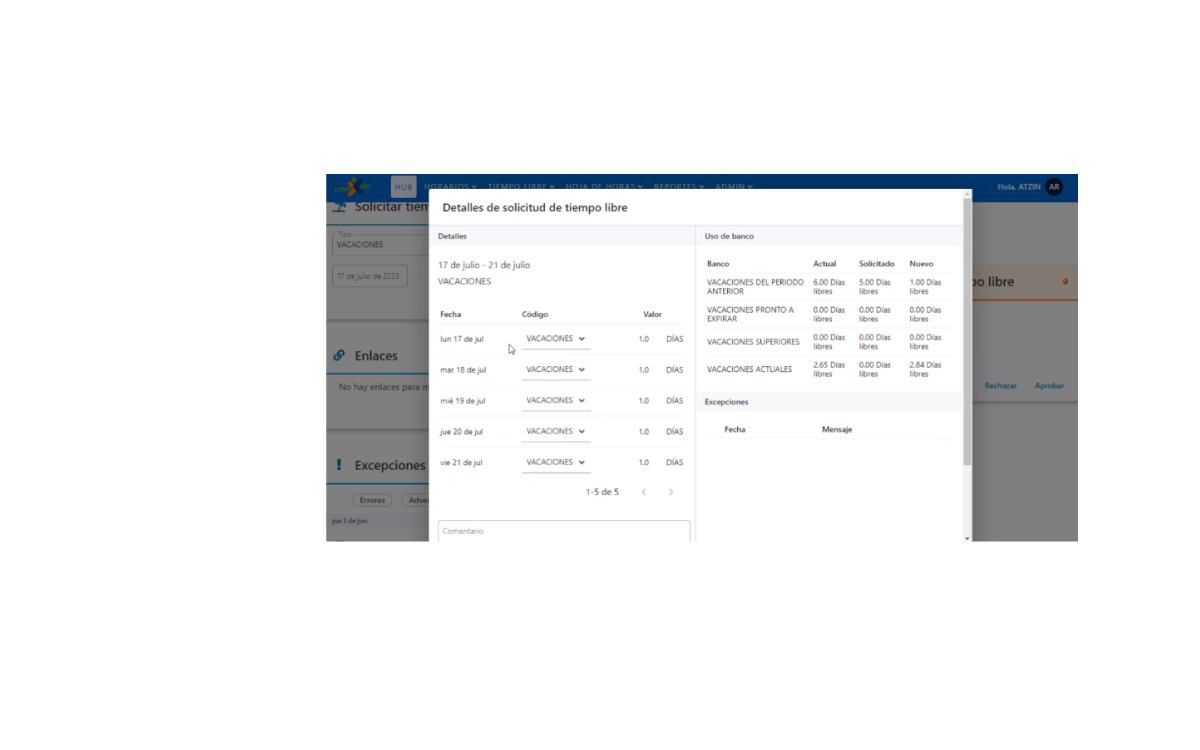 HUB HORARIOS TIEMPO LIBRE HOJA DE HORAS REPORTES ADMIN Hola, ATZIN AR
Solicitar tiem
Tipo
VACACIONES
17 de julio de 2023
Enlaces
No hay enlaces para m
Excepciones
Errores Adve
jue 1 de jun
Detalles de solicitud de tiempo libre
Detalles
17 de julio - 21 de julio
VACACIONES
Fecha Código Valor
lun 17 de jul VACACIONES 1.0 DÍAS
mar 18 de jul VACACIONES 1.0 DÍAS
mié 19 de jul VACACIONES 1.0 DÍAS
jue 20 de jul VACACIONES 1.0 DÍAS
vie 21 de jul VACACIONES 1.0 DÍAS
1-5 de 5
Comentario
Uso de banco
Banco Actual Solicitado Nuevo
VACACIONES DEL PERIODO 6.00 Días 5.00 Días 1.00 Días
ANTERIOR libres libres libres
VACACIONES PRONTO A 0.00 Días 0.00 Días 0.00 Días
EXPIRAR libres libres libres
VACACIONES SUPERIORES 0.00 Días libres 0.00 Días libres 0.00 Días libres
VACACIONES ACTUALES 2.65 Días libres 0.00 Días libres 2.84 Días libres
Excepciones
Fecha Mensaje
po libre
Rechazar Aprobar